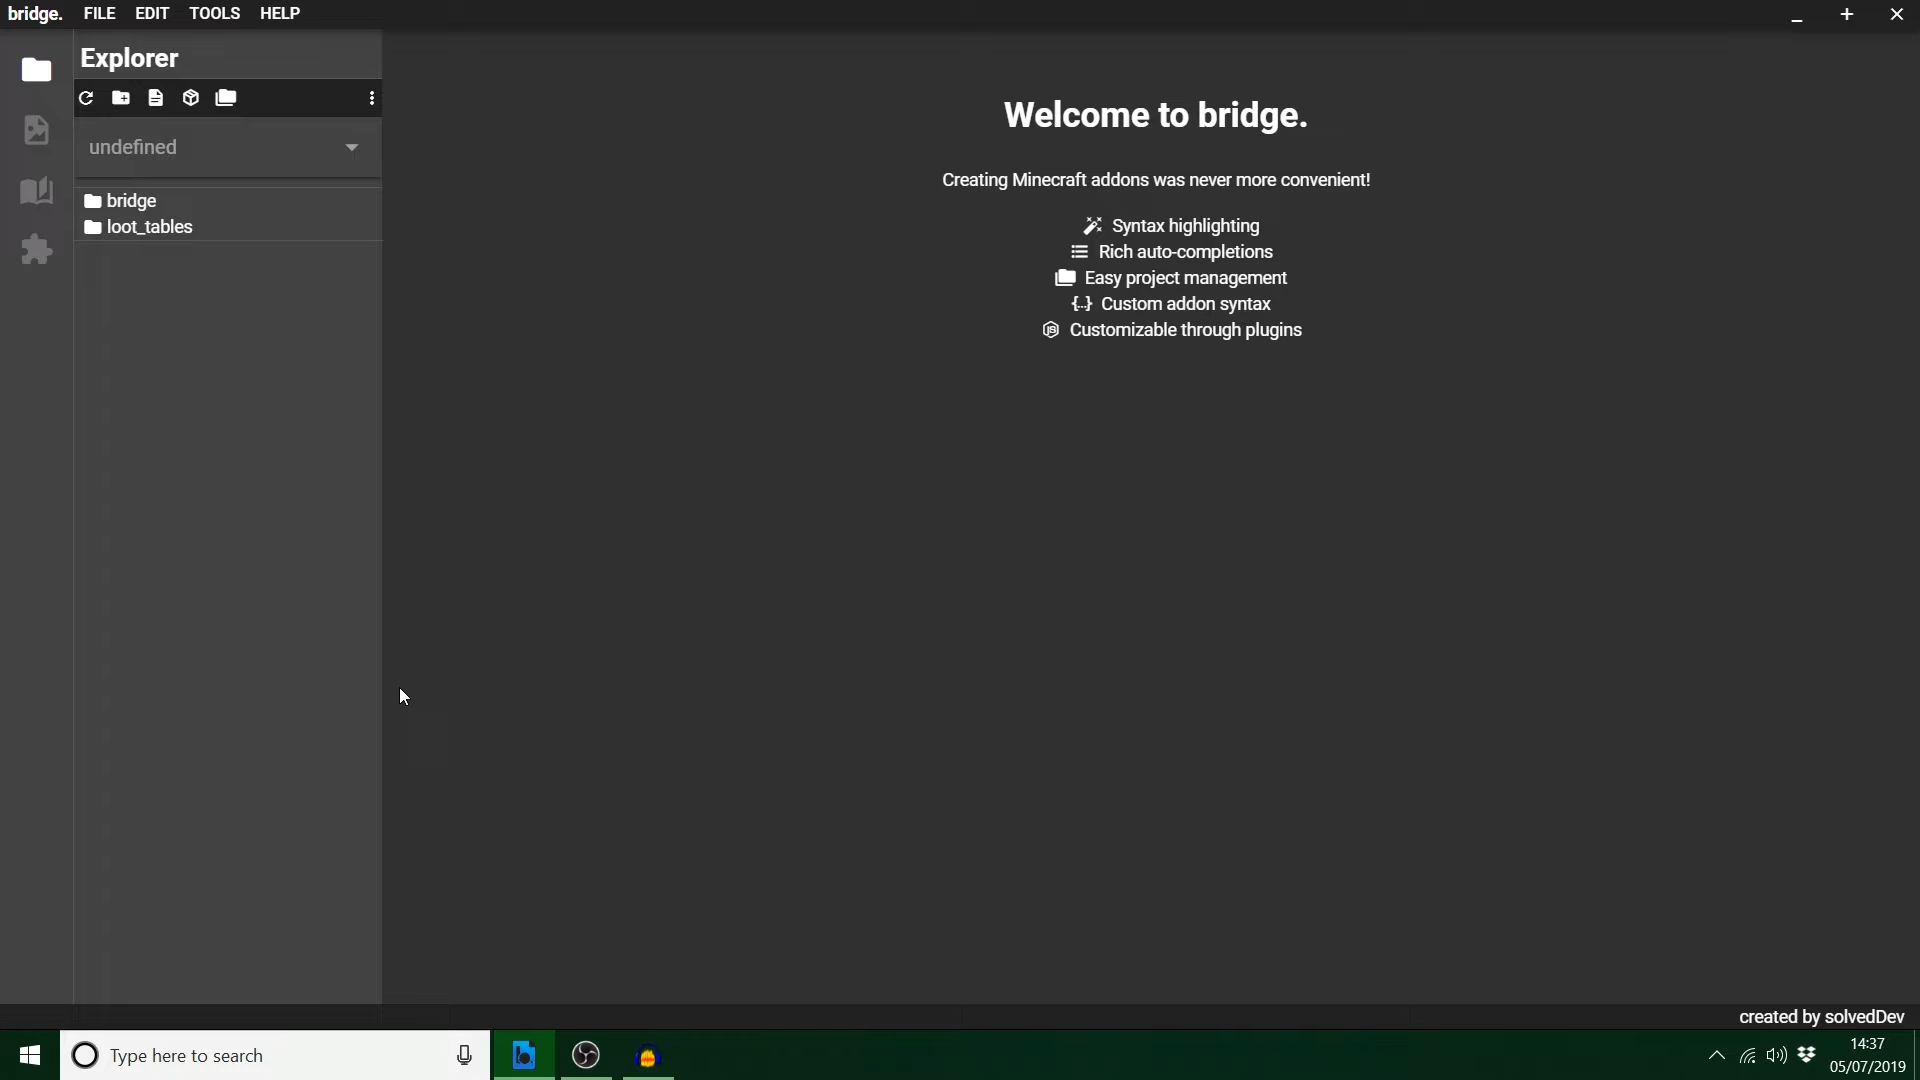 bridge. FILE EDIT TOOLS HELP
Explorer
undefined
bridge
loot_tables
Welcome to bridge.
Creating Minecraft addons was never more convenient!
Syntax highlighting
Rich auto-completions
Easy project management
{...} Custom addon syntax
JS Customizable through plugins
created by solvedDev
Type here to search
14:37
05/07/2019